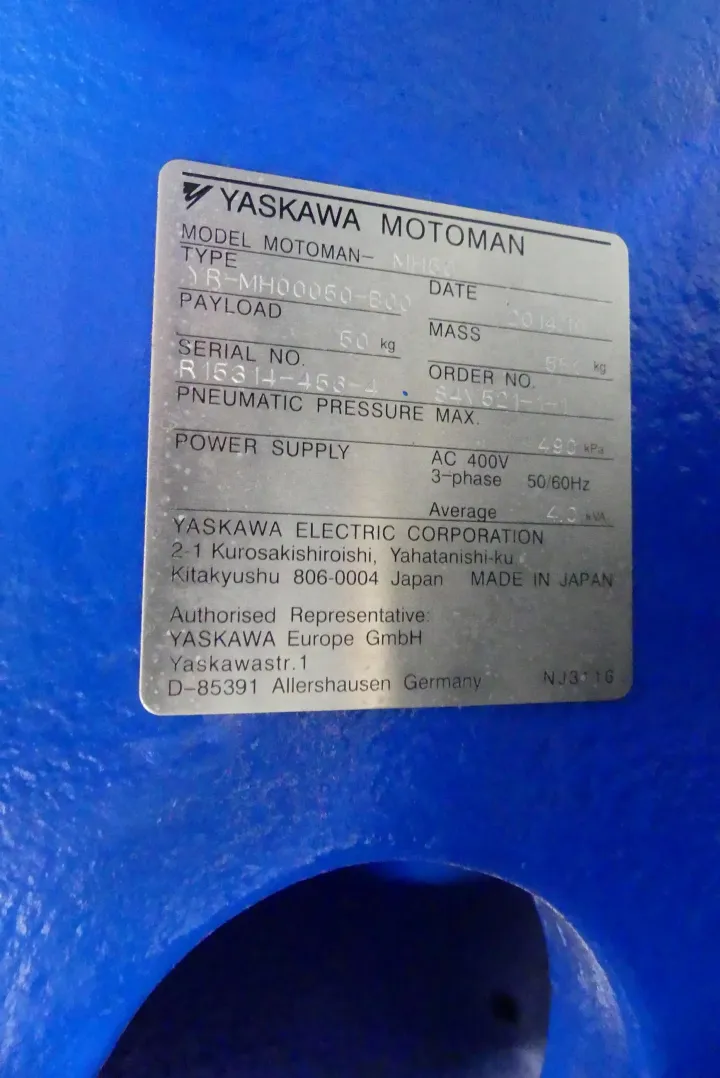 YASKAWA MOTOMAN
MODEL MOTOMAN-
TYPE
DATE
PAYLOAD
kg
MASS
kg
SERIAL NO.
ORDER NO.
PNEUMATIC PRESSURE MAX.
490 kPa
POWER SUPPLY
AC 400V
3-phase 50/60Hz
Average kVA
YASKAWA ELECTRIC CORPORATION
2-1 Kurosakishiroishi, Yahatanishi-ku
Kitakyushu 806-0004 Japan MADE IN JAPAN
Authorised Representative:
YASKAWA Europe GmbH
Yaskawastr.1
D-85391 Allershausen Germany